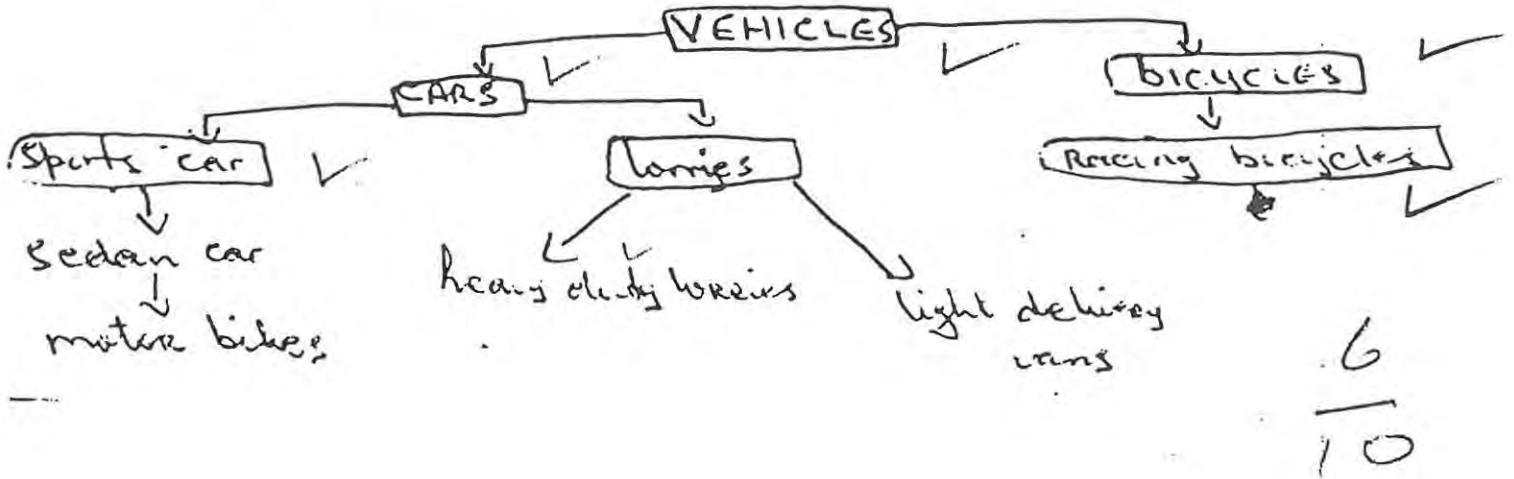 VEHICLES
CARS
bicycles
Sports car
lorries
Racing bicycles
Sedan car
heavy duty lorries
light delivery
vans
motor bikes
6
10